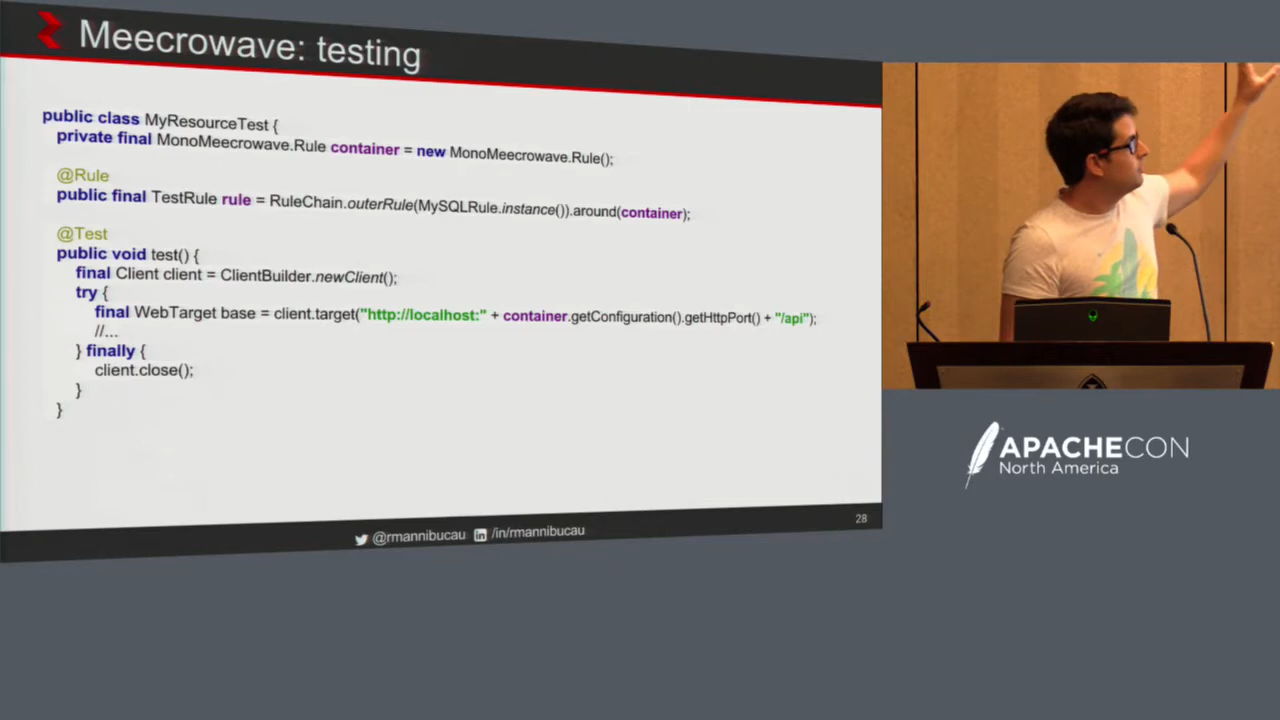 Meecrowave: testing
public class MyResourceTest {
private final MonoMeecrowave.Rule container = new MonoMeecrowave.Rule();
@Rule
public final TestRule rule = RuleChain.outerRule(MySQLRule.instance()).around(container);
@Test
public void test() {
final Client client = ClientBuilder.newClient();
try {
final WebTarget base = client.target("http://localhost:" + container.getConfiguration().getHttpPort() + "/api");
//...
} finally {
client.close();
}
}
@rmannibucau in /in/rmannibucau
28
APACHECON
North America